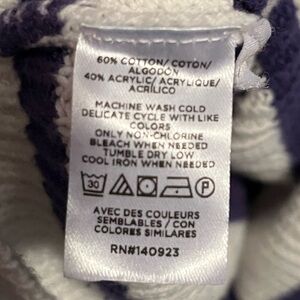 60% COTTON/ COTON/
ALGODÓN
40% ACRYLIC/ ACRYLIQUE/
ACRÍLICO
MACHINE WASH COLD
DELICATE CYCLE WITH LIKE
COLORS
ONLY NON-CHLORINE
BLEACH WHEN NEEDED
TUMBLE DRY LOW
COOL IRON WHEN NEEDED
30 P
AVEC DES COULEURS
SEMBLABLES / CON
COLORES SIMILARES
RN#140923